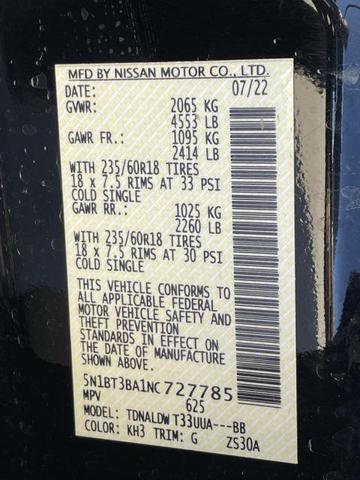 MFD BY NISSAN MOTOR CO., LTD.
DATE: 07/22
GVWR: 2065 KG
4553 LB
GAWR FR.: 1095 KG
2414 LB
WITH 235/60R18 TIRES
18 x 7.5 RIMS AT 33 PSI
COLD SINGLE
GAWR RR.: 1025 KG
2260 LB
WITH 235/60R18 TIRES
18 x 7.5 RIMS AT 30 PSI
COLD SINGLE
THIS VEHICLE CONFORMS TO
ALL APPLICABLE FEDERAL
MOTOR VEHICLE SAFETY AND
THEFT PREVENTION
STANDARDS IN EFFECT ON
THE DATE OF MANUFACTURE
SHOWN ABOVE.
5N1BT3BA1NC727785
MPV 625
MODEL: TDNALDW T33UUA---BB
COLOR: KH3 TRIM: G ZS30A